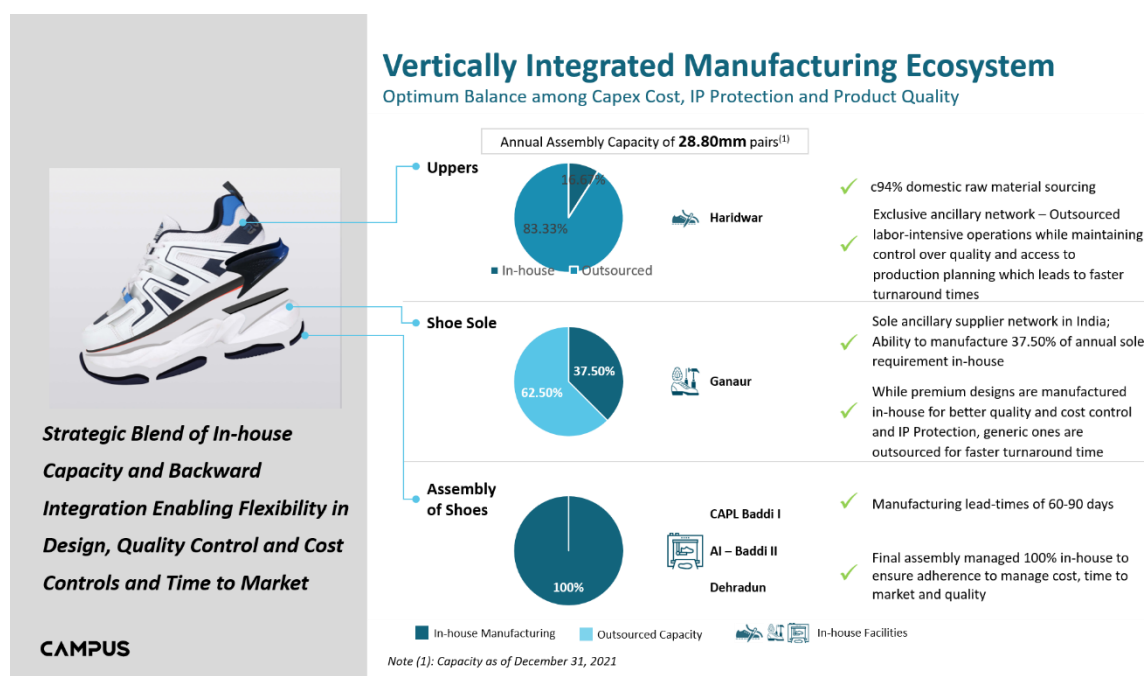 Vertically Integrated Manufacturing Ecosystem
Optimum Balance among Capex Cost, IP Protection and Product Quality
Annual Assembly Capacity of 28.80mm pairs(1)
Uppers
16.67%
83.33%
In-house
Outsourced
Haridwar
c94% domestic raw material sourcing
Exclusive ancillary network – Outsourced
labor-intensive operations while maintaining
control over quality and access to
production planning which leads to faster
turnaround times
Shoe Sole
37.50%
62.50%
Ganaur
Sole ancillary supplier network in India;
Ability to manufacture 37.50% of annual sole
requirement in-house
While premium designs are manufactured
in-house for better quality and cost control
and IP Protection, generic ones are
outsourced for faster turnaround time
Assembly
of Shoes
100%
CAPL Baddi I
AI – Baddi II
Dehradun
Manufacturing lead-times of 60-90 days
Final assembly managed 100% in-house to
ensure adherence to manage cost, time to
market and quality
In-house Manufacturing
Outsourced Capacity
In-house Facilities
Note (1): Capacity as of December 31, 2021
Strategic Blend of In-house
Capacity and Backward
Integration Enabling Flexibility in
Design, Quality Control and Cost
Controls and Time to Market
CAMPUS